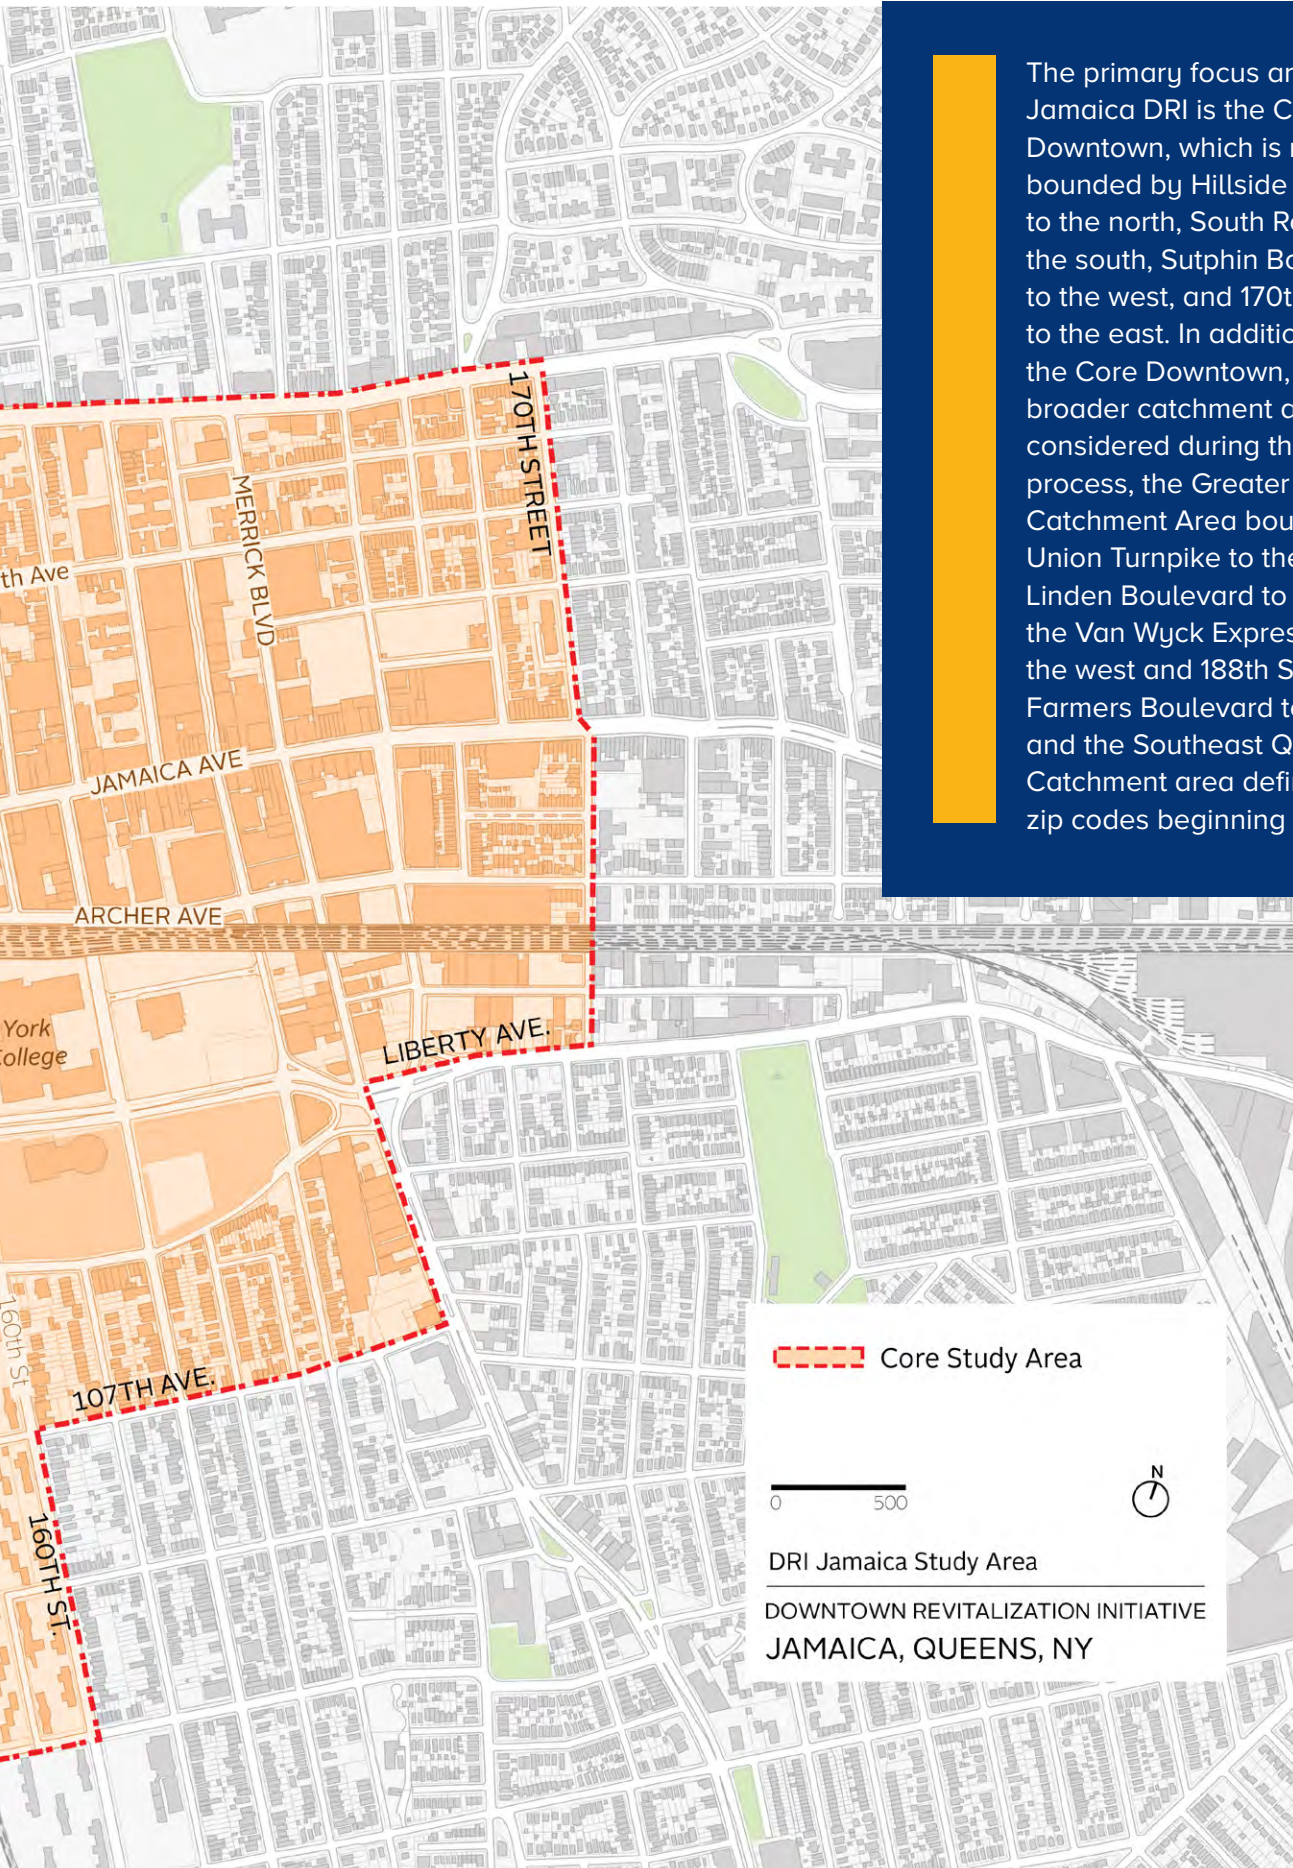 The primary focus ar
Jamaica DRI is the C
Downtown, which is r
bounded by Hillside
to the north, South Ro
the south, Sutphin Bo
to the west, and 170t
to the east. In additio
the Core Downtown,
broader catchment a
considered during th
process, the Greater
Catchment Area bou
Union Turnpike to the
Linden Boulevard to
the Van Wyck Expres
the west and 188th S
Farmers Boulevard to
and the Southeast Q
Catchment area defi
zip codes beginning
170TH STREET
MERRICK BLVD
th Ave
JAMAICA AVE
ARCHER AVE
York
College
LIBERTY AVE.
160th St
107TH AVE.
160TH ST.
Core Study Area
N
0 500
DRI Jamaica Study Area
DOWNTOWN REVITALIZATION INITIATIVE
JAMAICA, QUEENS, NY